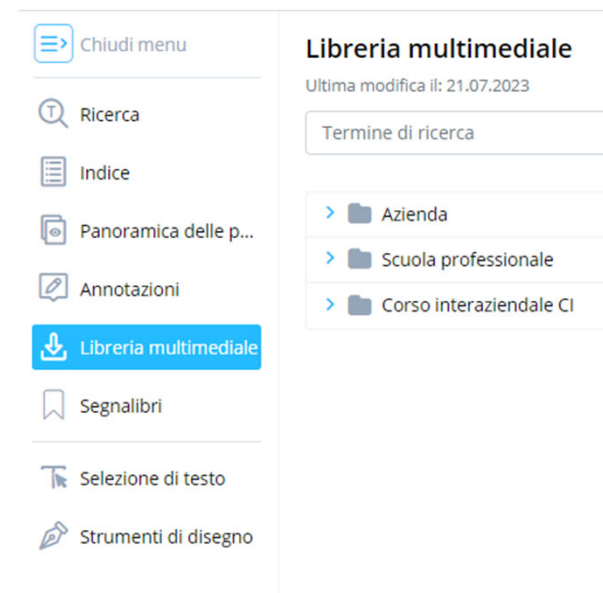 Chiudi menu
Ricerca
Indice
Panoramica delle p...
Annotazioni
Libreria multimediale
Segnalibri
Selezione di testo
Strumenti di disegno
Libreria multimediale
Ultima modifica il: 21.07.2023
Termine di ricerca
Azienda
Scuola professionale
Corso interaziendale CI